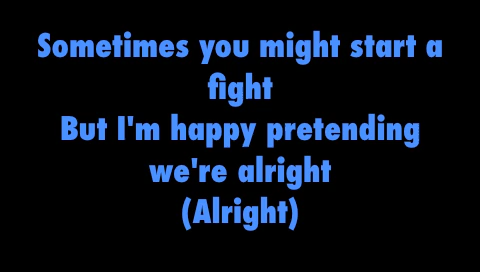 Sometimes you might start a
fight
But I'm happy pretending
we're alright
(Alright)